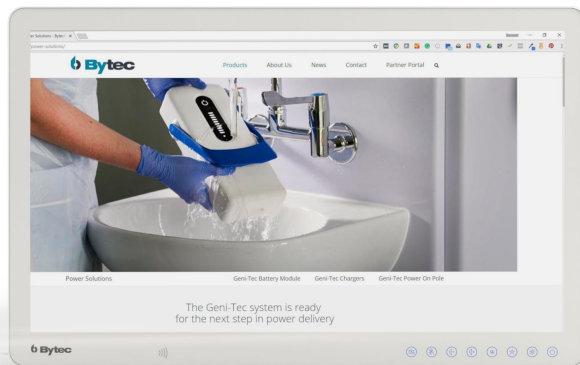 Bytec
Products About Us News Contact Partner Portal
Power Solutions Geni-Tec Battery Module Geni-Tec Chargers Geni-Tec Power On Pole
The Geni-Tec system is ready
for the next step in power delivery
Bytec